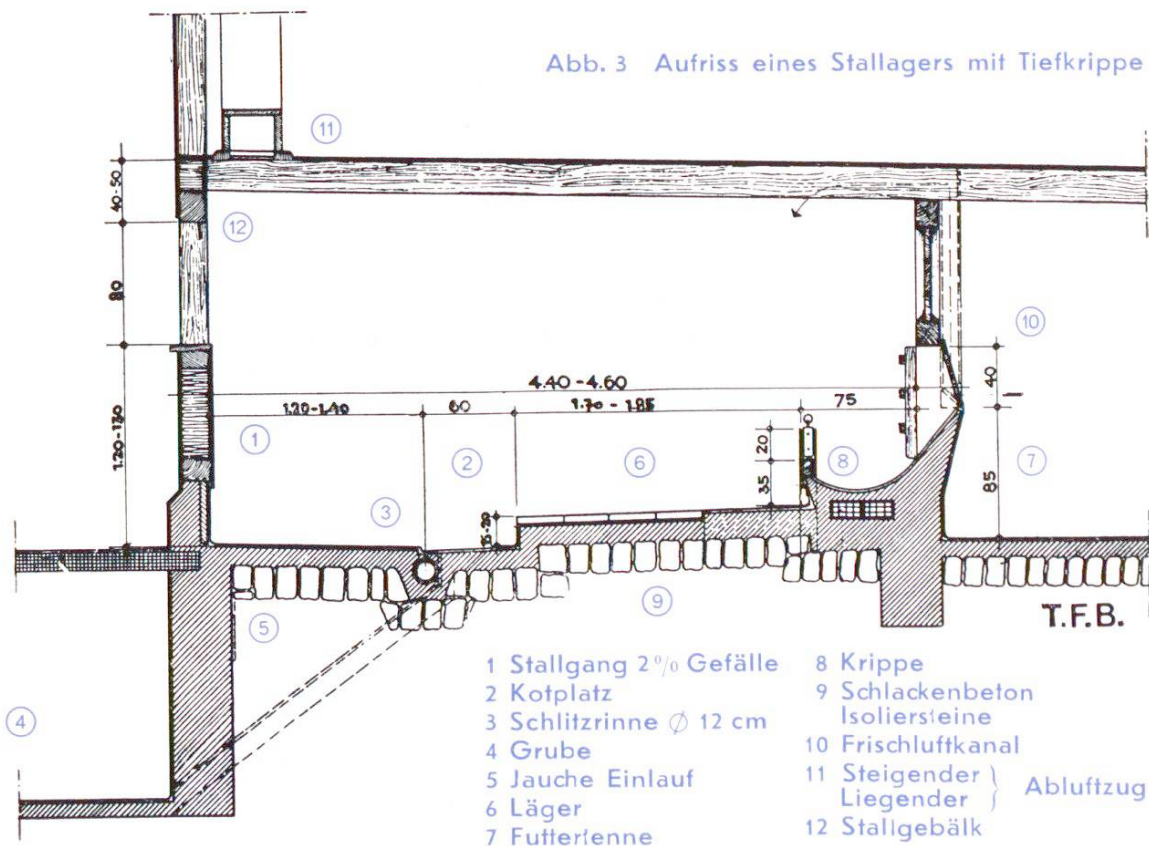 Abb. 3 Aufriss eines Stallagers mit Tiefkrippe
11
40-50
12
80
10
4.40-4.60
40
1.20-1.40
60
1.70 - 1.85
75
1.20-1.30
1
2
6
20
8
7
35
85
3
15-20
9
5
T.F.B.
4
1 Stallgang 2% Gefälle
2 Kotplatz
3 Schlitzrinne ∅ 12 cm
4 Grube
5 Jauche Einlauf
6 Läger
7 Futtertenne
8 Krippe
9 Schlackenbeton
Isoliersteine
10 Frischluftkanal
11 Steigender } Abluftzug
Liegender
12 Stallgebälk